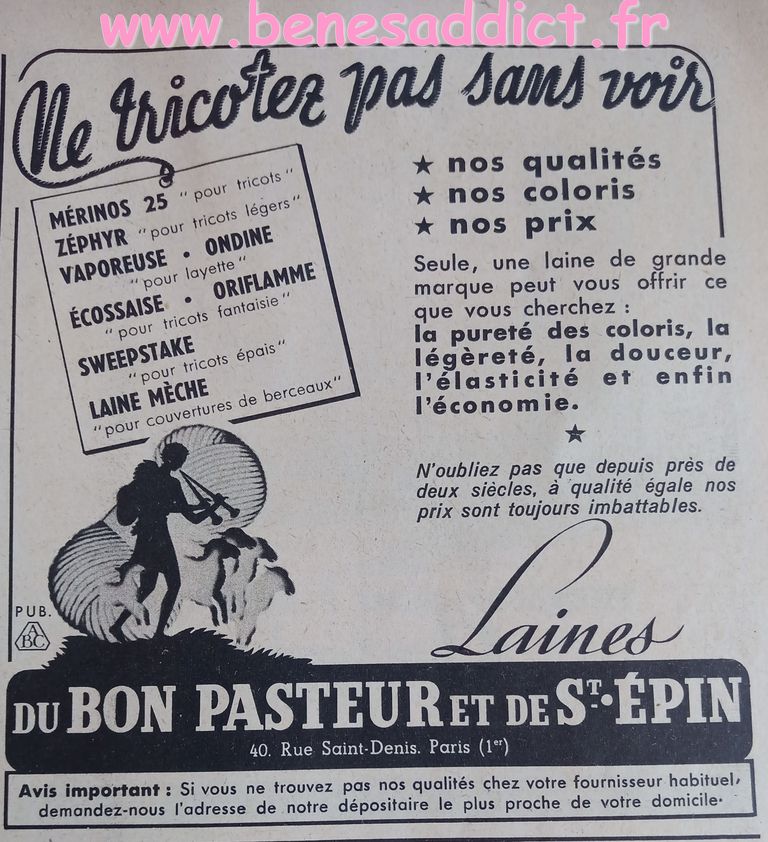 www.benesaddict.fr
Ne tricotez pas sans voir
MÉRINOS 25 “pour tricots”
ZÉPHYR “pour tricots légers”
VAPOREUSE • ONDINE
“pour layette”
ÉCOSSAISE • ORIFLAMME
“pour tricots fantaisie”
SWEEPSTAKE
“pour tricots épais”
LAINE MÈCHE
“pour couvertures de berceaux”
★ nos qualités
★ nos coloris
★ nos prix
Seule, une laine de grande
marque peut vous offrir ce
que vous cherchez :
la pureté des coloris, la
légèreté, la douceur,
l'élasticité et enfin
l'économie.
★
N'oubliez pas que depuis près de
deux siècles, à qualité égale nos
prix sont toujours imbattables.
PUB.
ABC
Laines
DU BON PASTEUR ET DE ST•ÉPIN
40. Rue Saint-Denis. Paris (1er)
Avis important : Si vous ne trouvez pas nos qualités chez votre fournisseur habituel,
demandez-nous l'adresse de notre dépositaire le plus proche de votre domicile.